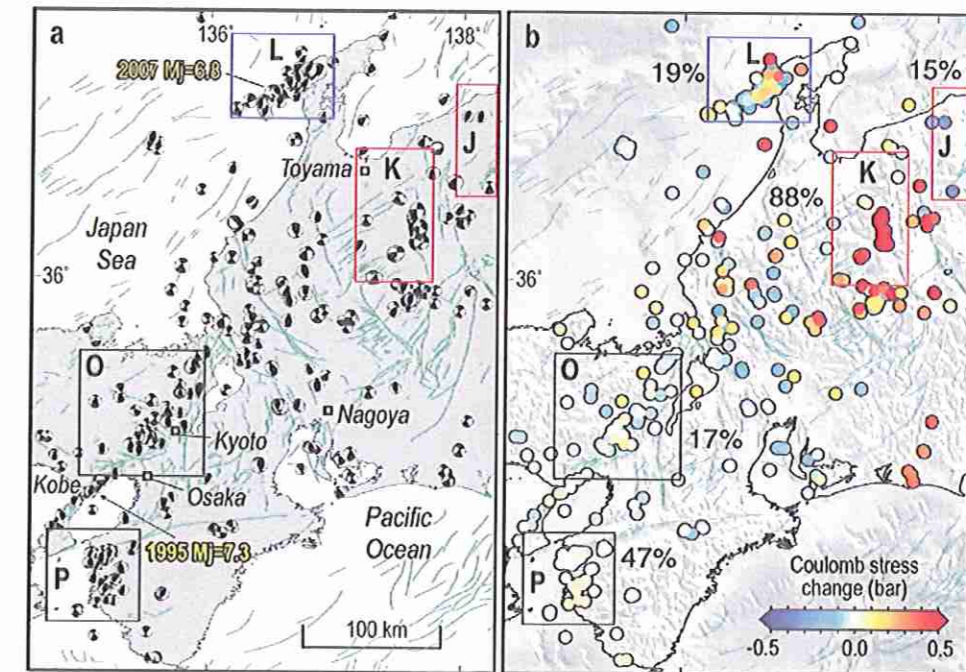 a
136°
138
L
2007 Mj=6.8
J
Toyama
K
Japan
Sea
36°
O
Nagoya
Kyoto
Kobe
Osaka
1995 Mj=7.3
Pacific
Ocean
P
100 km
b
L
19%
15%
J
K
88%
36°
O
17%
47%
P
Coulomb stress
change (bar)
-0.5
0.0
0,5